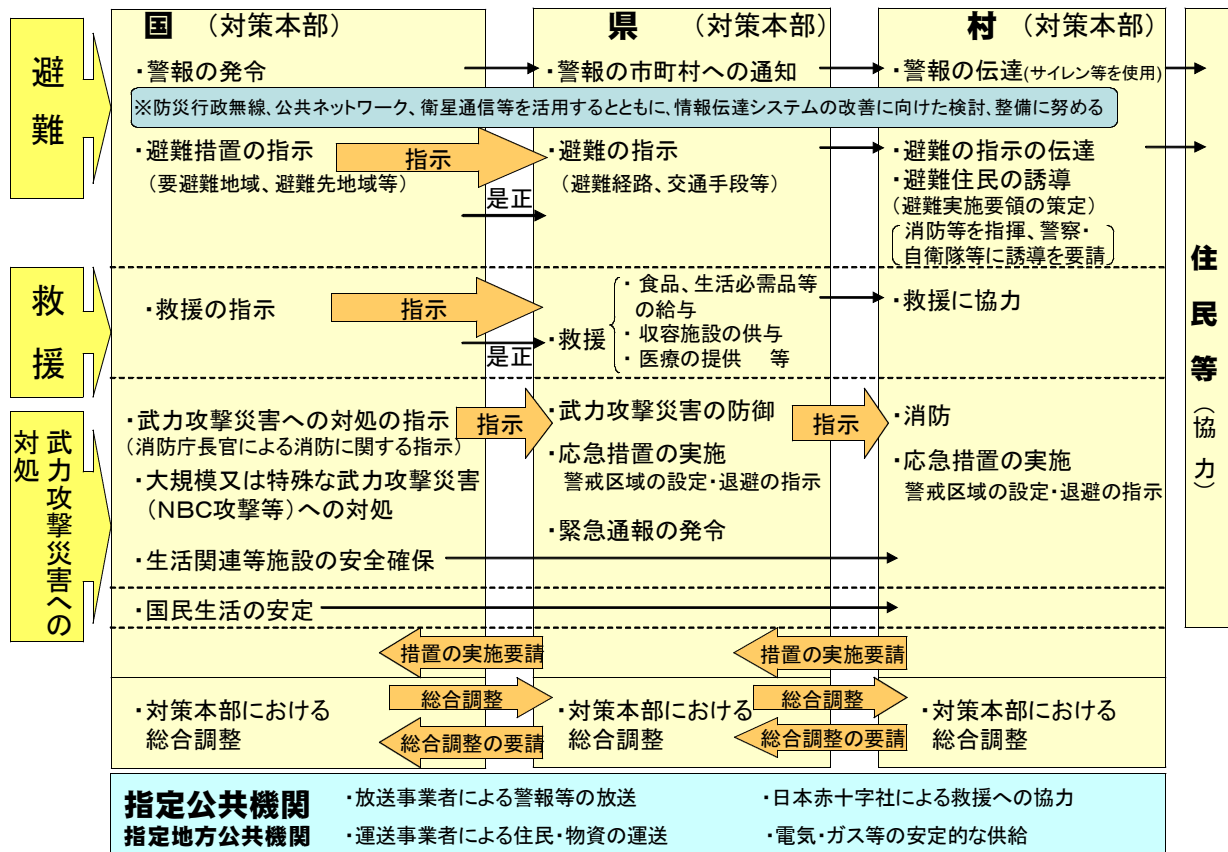 国 (対策本部)
県 (対策本部)
村 (対策本部)
避難
・警報の発令
・警報の市町村への通知
・警報の伝達(サイレン等を使用)
※防災行政無線、公共ネットワーク、衛星通信等を活用するとともに、情報伝達システムの改善に向けた検討、整備に努める
・避難措置の指示
(要避難地域、避難先地域等)
指示
是正
・避難の指示
(避難経路、交通手段等)
・避難の指示の伝達
・避難住民の誘導
(避難実施要領の策定)
消防等を指揮、警察・
自衛隊等に誘導を要請
救援
・救援の指示
指示
是正
・救援
・食品、生活必需品等
の給与
・収容施設の供与
・医療の提供 等
・救援に協力
武力攻撃災害への
対処
・武力攻撃災害への対処の指示
(消防庁長官による消防に関する指示)
指示
・武力攻撃災害の防御
指示
・消防
・大規模又は特殊な武力攻撃災害
(NBC攻撃等)への対処
・応急措置の実施
警戒区域の設定・退避の指示
・応急措置の実施
警戒区域の設定・退避の指示
・緊急通報の発令
・生活関連等施設の安全確保
・国民生活の安定
措置の実施要請
措置の実施要請
・対策本部における
総合調整
総合調整
総合調整の要請
・対策本部における
総合調整
総合調整
総合調整の要請
・対策本部における
総合調整
住民等(協力)
指定公共機関
指定地方公共機関
・放送事業者による警報等の放送
・日本赤十字社による救援への協力
・運送事業者による住民・物資の運送
・電気・ガス等の安定的な供給